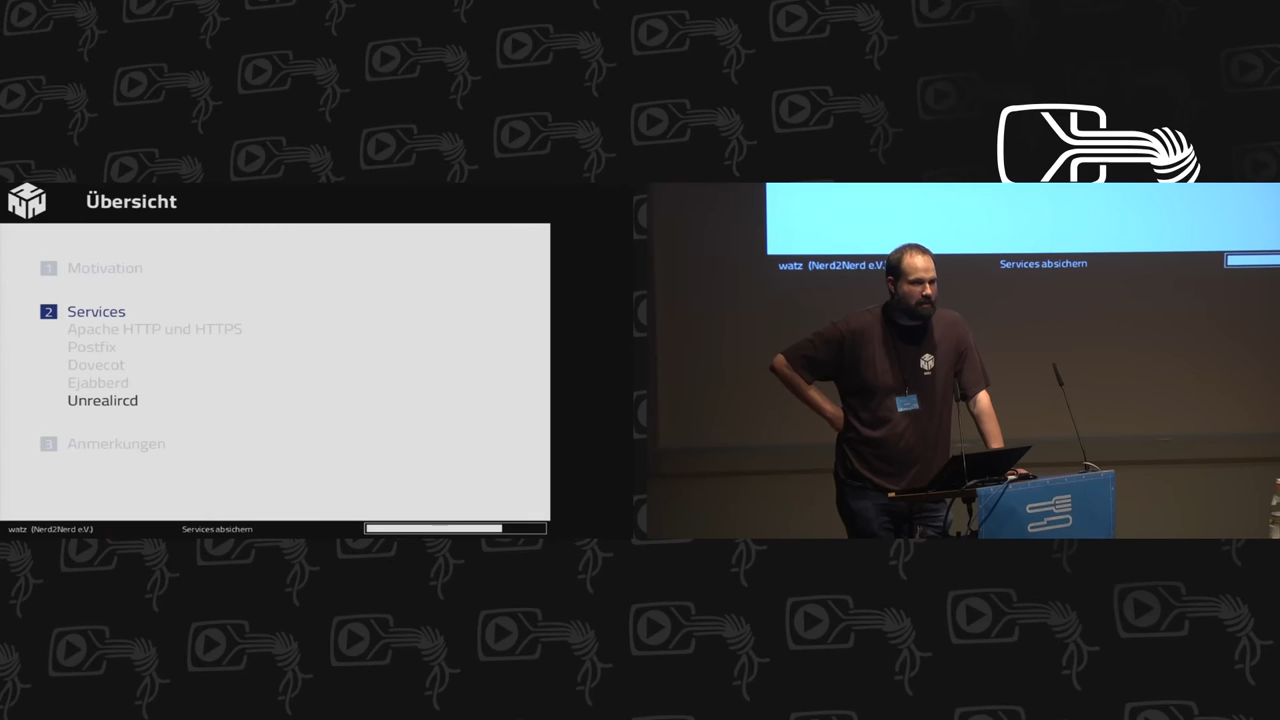 Übersicht
1 Motivation
2 Services
Apache HTTP und HTTPS
Postfix
Dovecot
Ejabberd
Unrealircd
3 Anmerkungen
watz (Nerd2Nerd e.V.) Services absichern
watz (Nerd2Nerd e.V. Services absichern